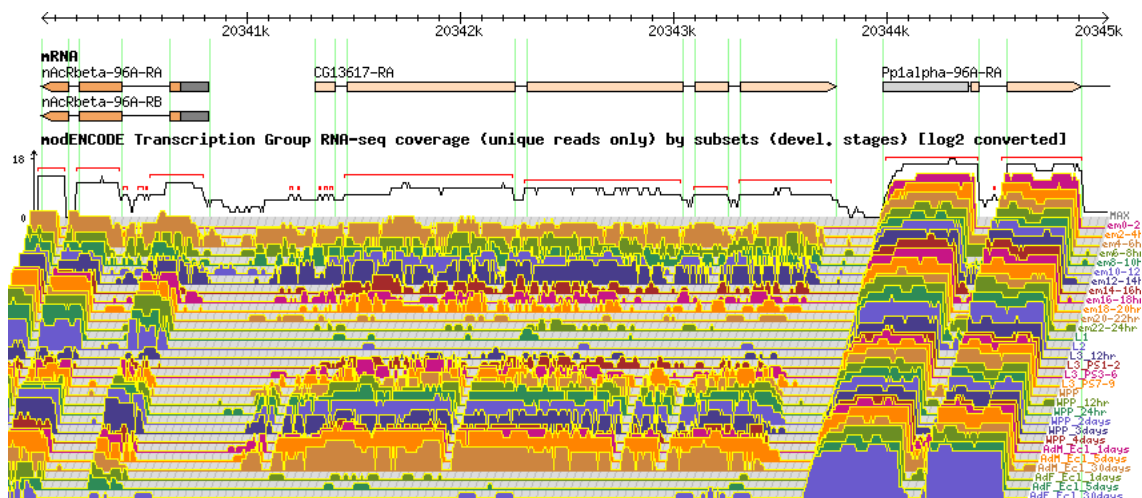 20341k 20342k 20343k 20344k 20345k
mRNA
nAcRbeta-96A-RA CG13617-RA Pp1alpha-96A-RA
nAcRbeta-96A-RB
modENCODE Transcription Group RNA-seq coverage (unique reads only) by subsets (devel. stages) [log2 converted]
18
0
MAX
em0-2
em2-4h
em4-6h
em6-8hr
em8-10h
em10-12
em12-14h
em14-16h
em16-18h
em18-20hr
em20-22hr
em22-24hr
L1
L2
L3_12hr
L3_PS1-2
L3_PS3-6
L3_PS7-9
WPP
WPP_12hr
WPP_24hr
WPP_2days
WPP_3days
WPP_4days
AdM_Ecl_1days
AdM_Ecl_5days
AdM_Ecl_30days
AdF_Ecl_1days
AdF_Ecl_5days
AdF_Ecl_30days